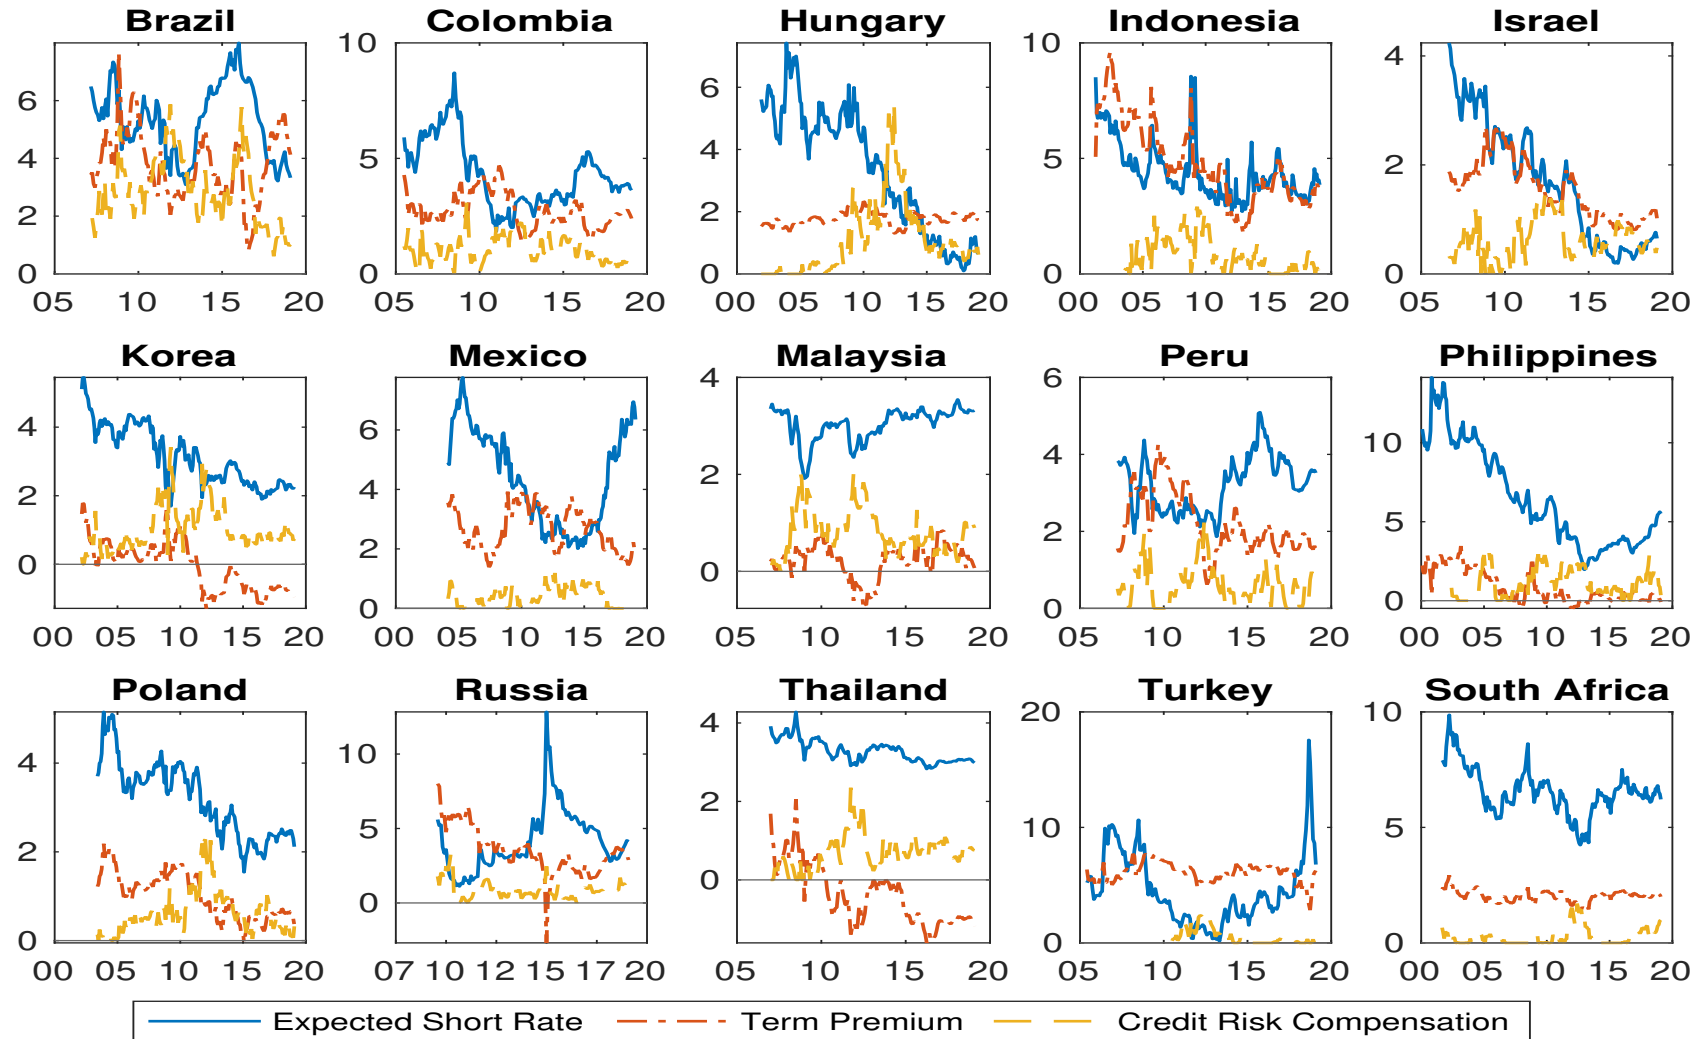 Brazil Colombia Hungary Indonesia Israel
6 4 2 0 05 10 15 20
10 5 0 05 10 15 20
6 4 2 0 00 05 10 15 20
10 5 0 00 05 10 15 20
4 2 0 05 10 15 20
Korea Mexico Malaysia Peru Philippines
4 2 0 00 05 10 15 20
6 4 2 0 00 05 10 15 20
4 2 0 05 10 15 20
6 4 2 0 05 10 15 20
10 5 0 00 05 10 15 20
Poland Russia Thailand Turkey South Africa
4 2 0 00 05 10 15 20
10 5 0 07 10 12 15 17 20
4 2 0 05 10 15 20
20 10 0 05 10 15 20
10 5 0 00 05 10 15 20
Expected Short Rate Term Premium Credit Risk Compensation